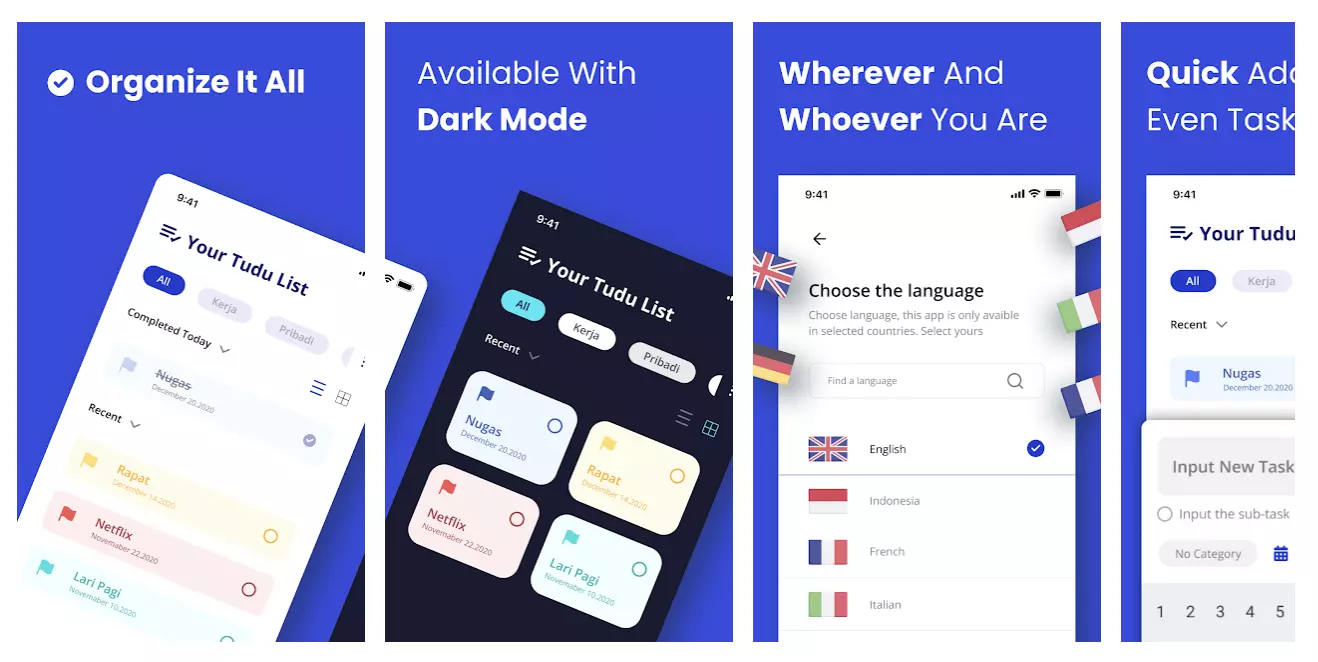 Organize It All
9:41
Your Tudu List
All
Kerja
Pribadi
Completed Today
Nugas
December 20.2020
Recent
Rapat
December 14.2020
Netflix
Novemaber 22.2020
Lari Pagi
Novemaber 10.2020
Available With
Dark Mode
9:41
Your Tudu List
All
Kerja
Pribadi
Recent
Nugas
December 20.2020
Rapat
December 14.2020
Netflix
Novemaber 22.2020
Lari Pagi
Novemaber 10.2020
Wherever And
Whoever You Are
9:41
Choose the language
Choose language, this app is only avaible
in selected countries. Select yours
Find a language
English
Indonesia
French
Italian
Quick Add
Even Task
9:41
Your Tudu
All
Kerja
Recent
Nugas
December 20.2020
Input New Task
Input the sub-task
No Category
1 2 3 4 5